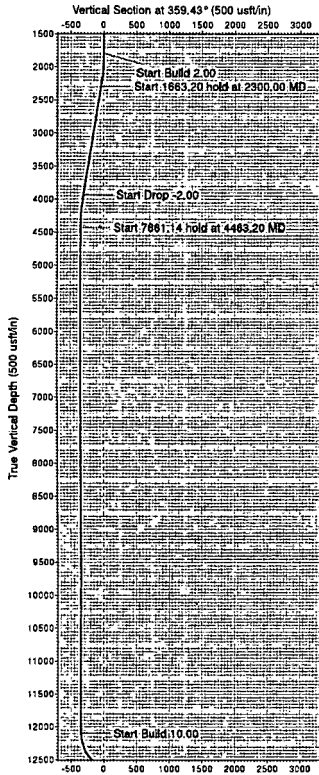 Vertical Section at 359.43° (500 usft/in)
-500 0 500 1000 1500 2000 2500 3000
1500
2000
Start Build 2.00
Start 1663.20 hold at 2300.00 MD
2500
3000
3500
Start Drop -2.00
4000
Start 7661.14 hold at 4463.20 MD
4500
5000
5500
6000
6500
True Vertical Depth (500 usft/in)
7000
7500
8000
8500
9000
9500
10000
10500
11000
11500
12000
Start Build 10.00
12500
-500 0 500 1000 1500 2000 2500 3000